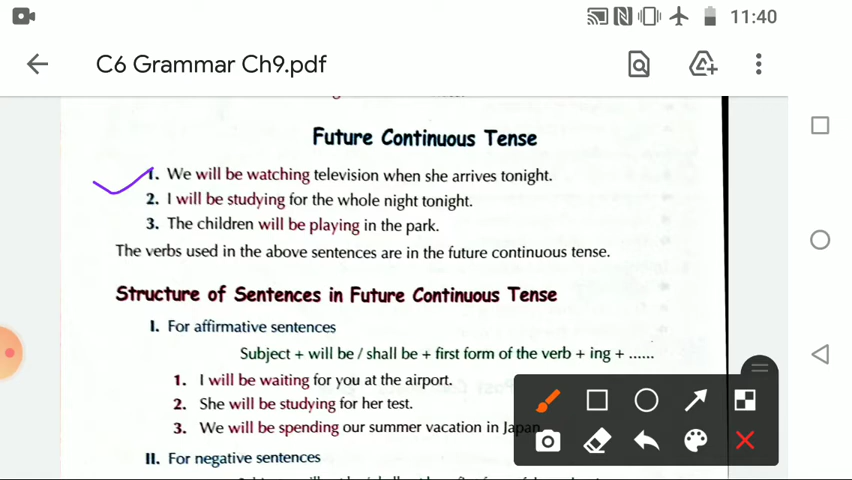 11:40
C6 Grammar Ch9.pdf
Future Continuous Tense
1. We will be watching television when she arrives tonight.
2. I will be studying for the whole night tonight.
3. The children will be playing in the park.
The verbs used in the above sentences are in the future continuous tense.
Structure of Sentences in Future Continuous Tense
I. For affirmative sentences
Subject + will be / shall be + first form of the verb + ing + ......
1. I will be waiting for you at the airport.
2. She will be studying for her test.
3. We will be spending our summer vacation in Japan.
II. For negative sentences